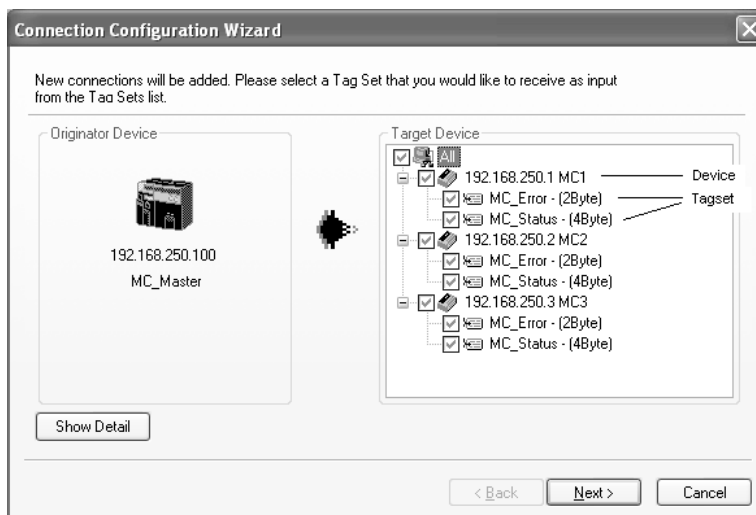 Connection Configuration Wizard
New connections will be added. Please select a Tag Set that you would like to receive as input
from the Tag Sets list.
Originator Device
192.168.250.100
MC_Master
Target Device
All
192.168.250.1 MC1
Device
MC_Error - (2Byte)
Tagset
MC_Status - (4Byte)
192.168.250.2 MC2
MC_Error - (2Byte)
MC_Status - (4Byte)
192.168.250.3 MC3
MC_Error - (2Byte)
MC_Status - (4Byte)
Show Detail
< Back
Next >
Cancel